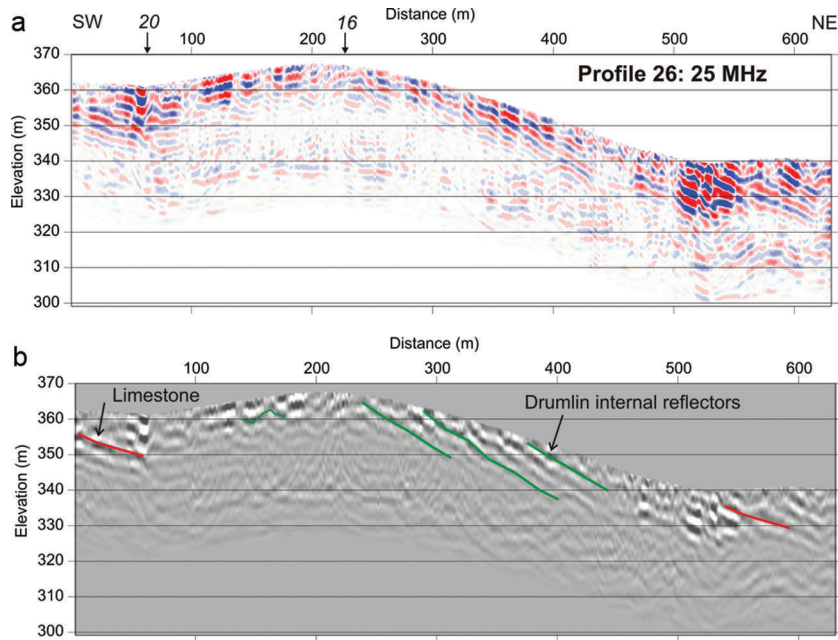 a
SW 20 16 Distance (m) NE
100 200 300 400 500 600
Profile 26: 25 MHz
Elevation (m)
370
360
350
340
330
320
310
300
b
Distance (m)
100 200 300 400 500 600
Limestone
Drumlin internal reflectors
Elevation (m)
370
360
350
340
330
320
310
300